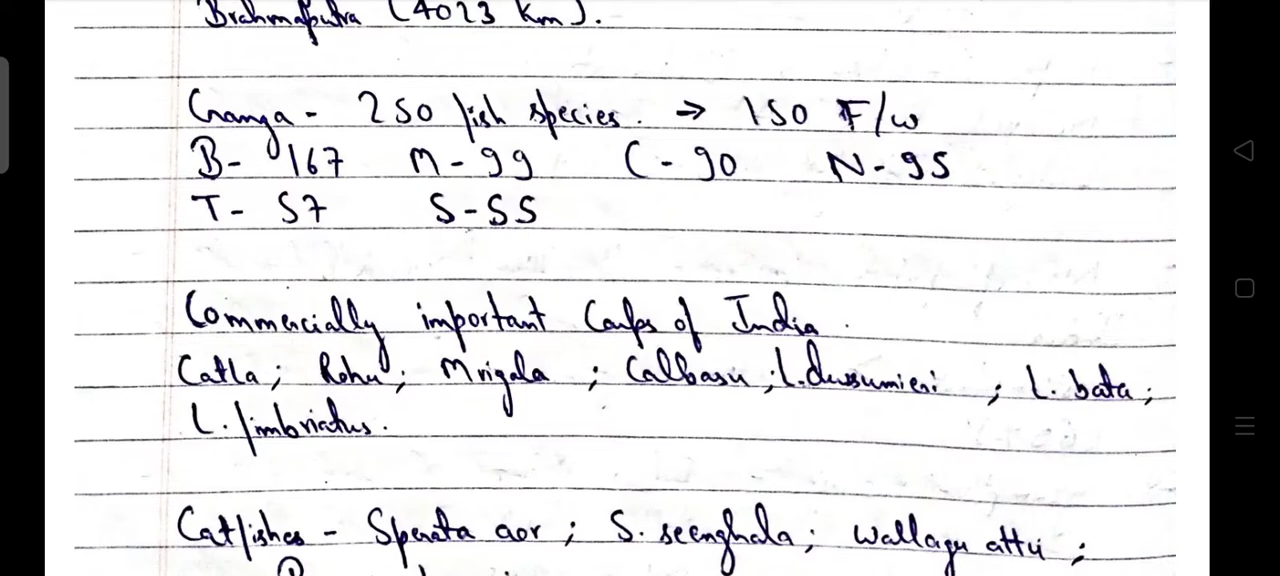 Brahmaputra (4023 Km).
Ganga - 250 fish species. → 150 F/w
B- 167 M - 99 C - 90 N - 95
T - 57 S - 55
Commercially important Carps of India.
Catla; Rohu; Mrigala; Calbasu; L. dussumieri; L. bata;
L. fimbriatus.
Catfishes - Sperata aor; S. seenghala; Wallagu attu;